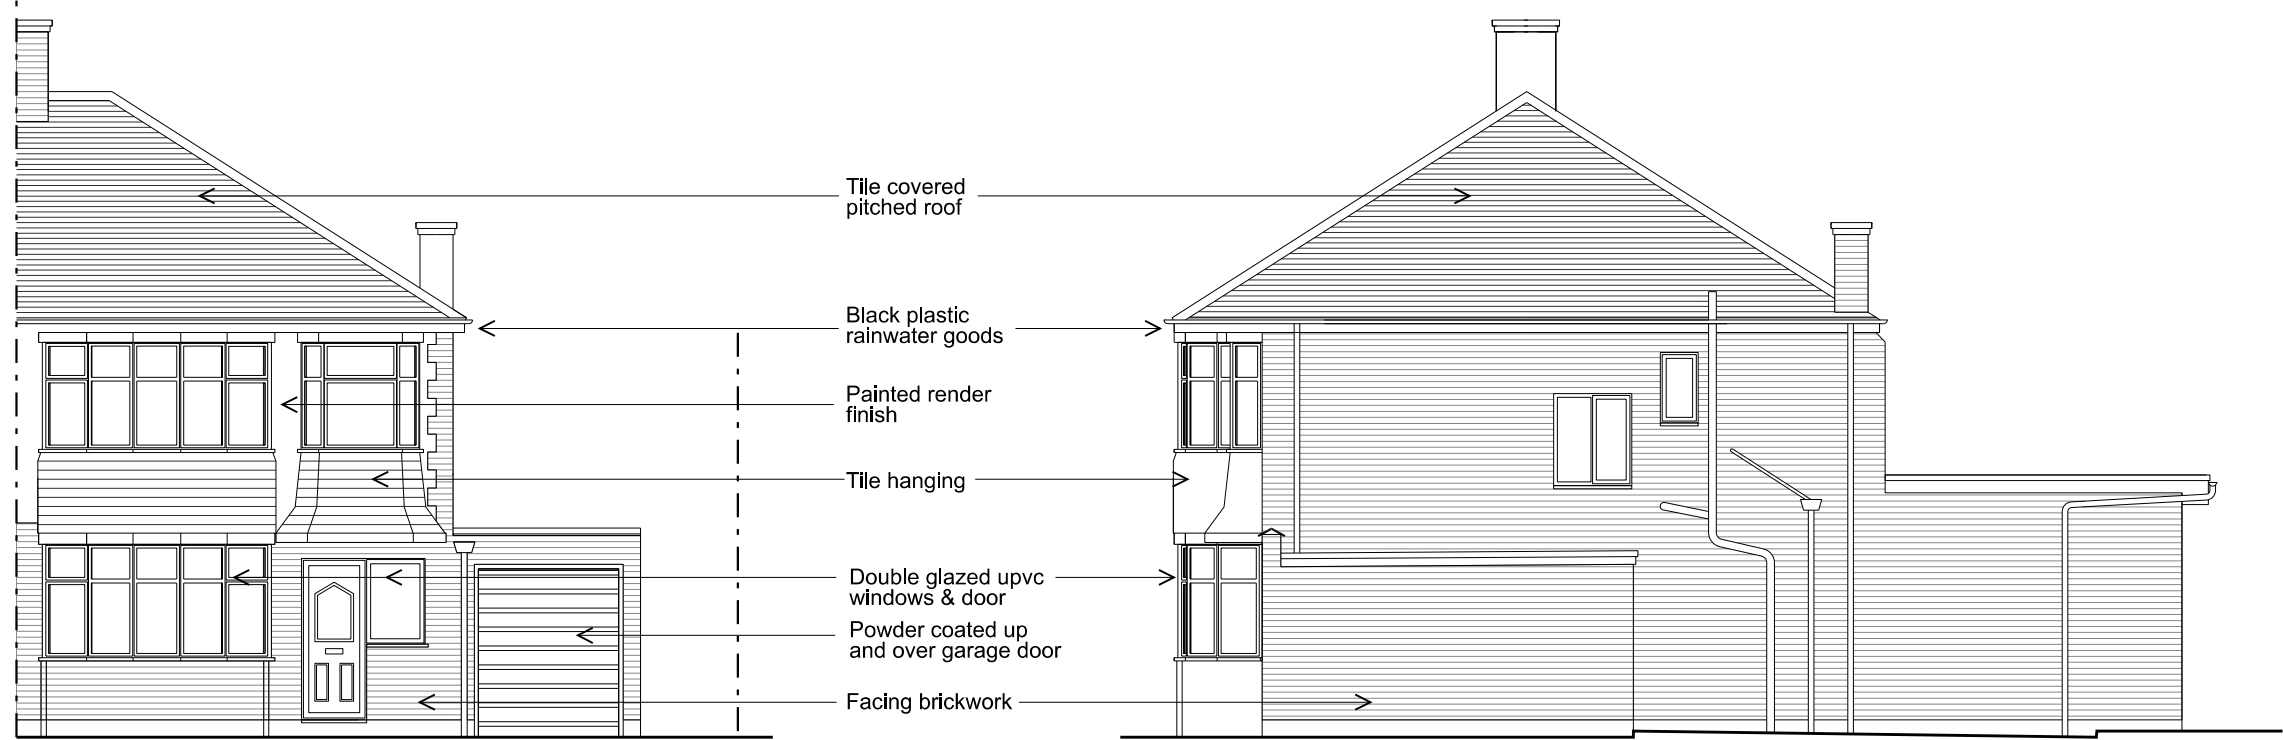 Tile covered
pitched roof
Black plastic
rainwater goods
Painted render
finish
Tile hanging
Double glazed upvc
windows & door
Powder coated up
and over garage door
Facing brickwork